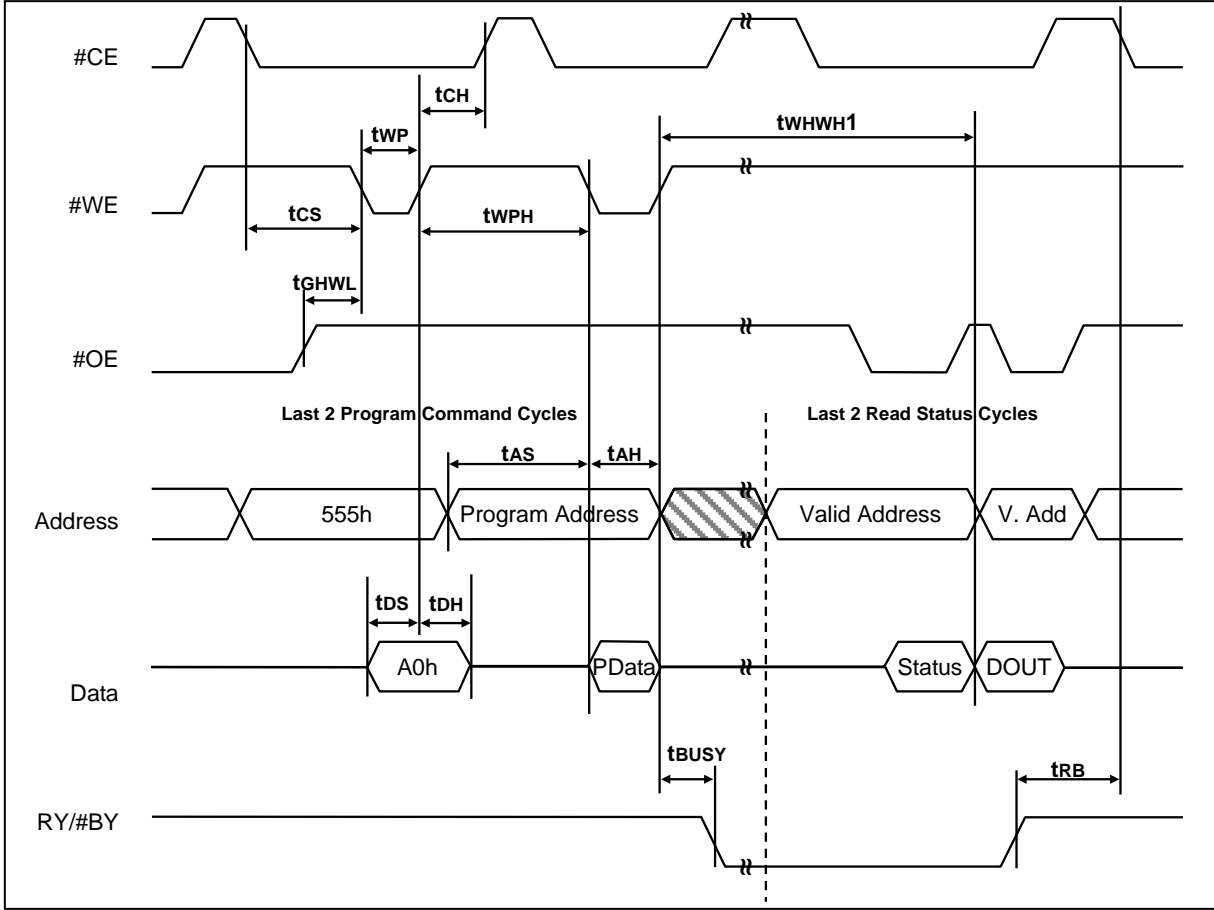 #CE
tCH
tWHWH1
tWP
#WE
tCS
tWPH
tGHWL
#OE
Last 2 Program Command Cycles
Last 2 Read Status Cycles
tAS
tAH
Address
555h
Program Address
Valid Address
V. Add
tDS
tDH
Data
A0h
PData
Status
DOUT
tBUSY
tRB
RY/#BY